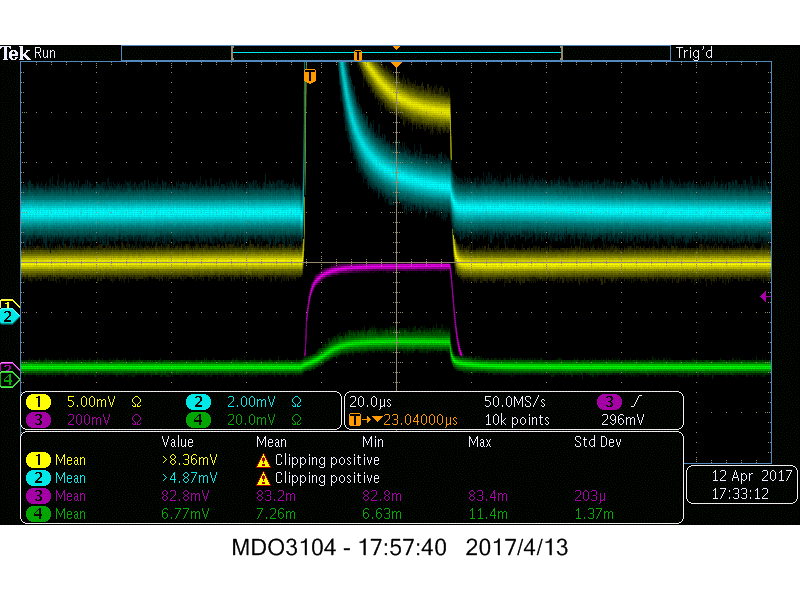 Tek Run
Trig'd
T
T
1
2
3
4
1 5.00mV Ω 2 2.00mV Ω
3 200mV Ω 4 20.0mV Ω
20.0µs 50.0MS/s 3
T→▼23.04000µs 10k points 296mV
Value Mean Min Max Std Dev
1 Mean >8.36mV Clipping positive
2 Mean >4.87mV Clipping positive
3 Mean 82.8mV 83.2m 82.8m 83.4m 203µ
4 Mean 6.77mV 7.26m 6.63m 11.4m 1.37m
12 Apr 2017
17:33:12
MDO3104 - 17:57:40 2017/4/13